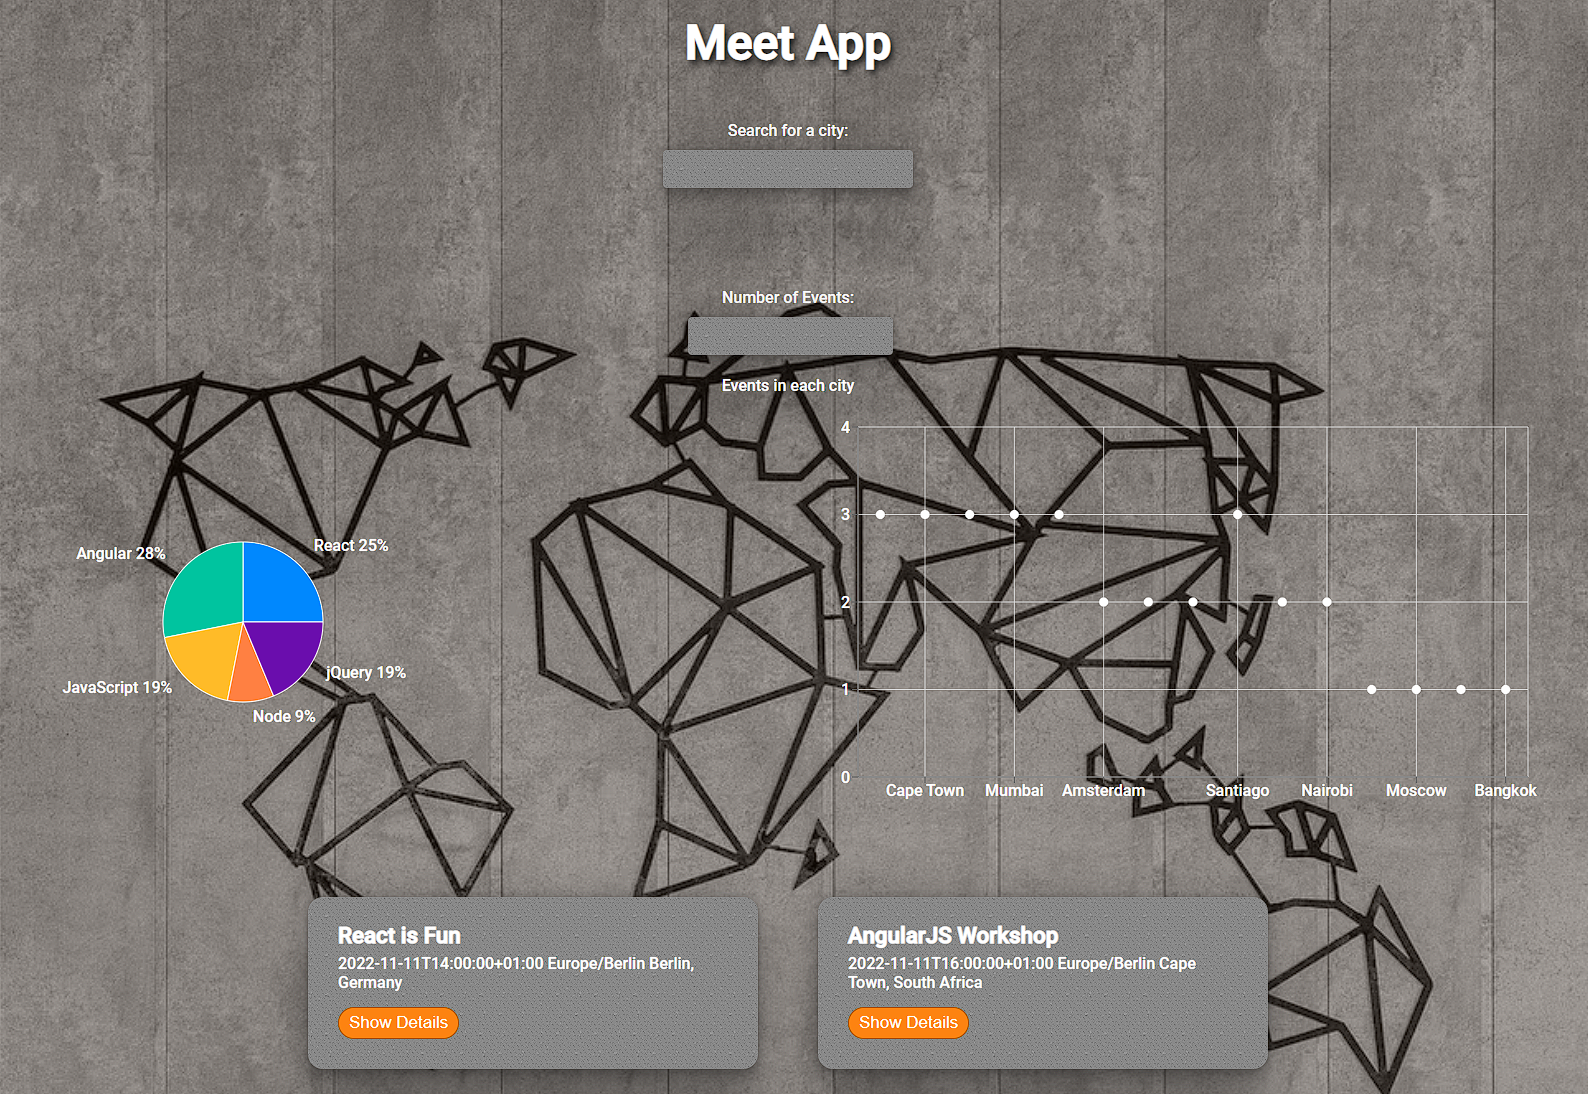 Meet App
Search for a city:
Number of Events:
Events in each city
4
3
2
1
0
Cape Town Mumbai Amsterdam Santiago Nairobi Moscow Bangkok
React 25%
Angular 28%
JavaScript 19%
Node 9%
jQuery 19%
React is Fun
2022-11-11T14:00:00+01:00 Europe/Berlin Berlin,
Germany
Show Details
AngularJS Workshop
2022-11-11T16:00:00+01:00 Europe/Berlin Cape
Town, South Africa
Show Details